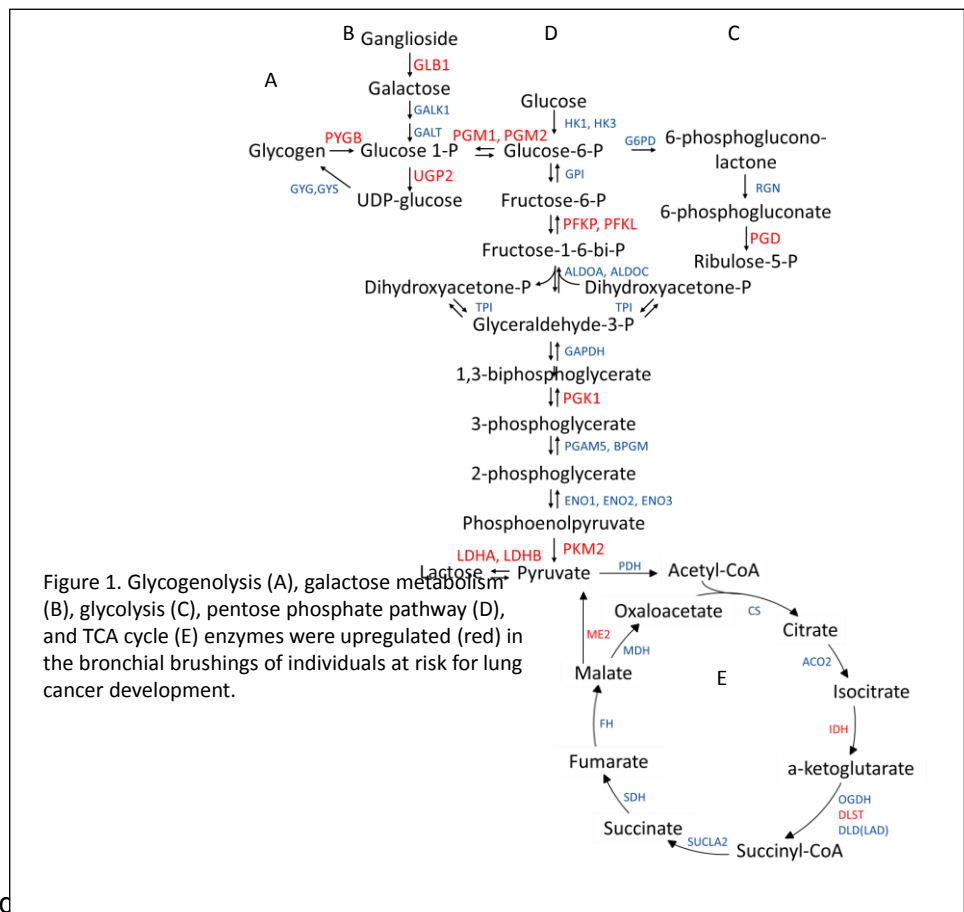 B
D
C
Ganglioside
GLB1
A
Galactose
GALK1
GALT
Glucose
HK1, HK3
PYGB
PGM1, PGM2
G6PD
Glycogen
Glucose 1-P
Glucose-6-P
6-phosphoglucono-
lactone
UGP2
GPI
RGN
GYG,GYS
UDP-glucose
Fructose-6-P
6-phosphogluconate
PFKP, PFKL
PGD
Fructose-1-6-bi-P
Ribulose-5-P
ALDOA, ALDOC
Dihydroxyacetone-P
Dihydroxyacetone-P
TPI
TPI
Glyceraldehyde-3-P
GAPDH
1,3-biphosphoglycerate
PGK1
3-phosphoglycerate
PGAM5, BPGM
2-phosphoglycerate
ENO1, ENO2, ENO3
Phosphoenolpyruvate
LDHA, LDHB
PKM2
Lactose
Pyruvate
PDH
Acetyl-CoA
Figure 1. Glycogenolysis (A), galactose metabolism
(B), glycolysis (C), pentose phosphate pathway (D),
and TCA cycle (E) enzymes were upregulated (red) in
the bronchial brushings of individuals at risk for lung
cancer development.
Oxaloacetate
CS
Citrate
ME2
MDH
ACO2
Malate
E
Isocitrate
FH
IDH
Fumarate
a-ketoglutarate
SDH
OGDH
DLST
DLD(LAD)
Succinate
SUCLA2
Succinyl-CoA